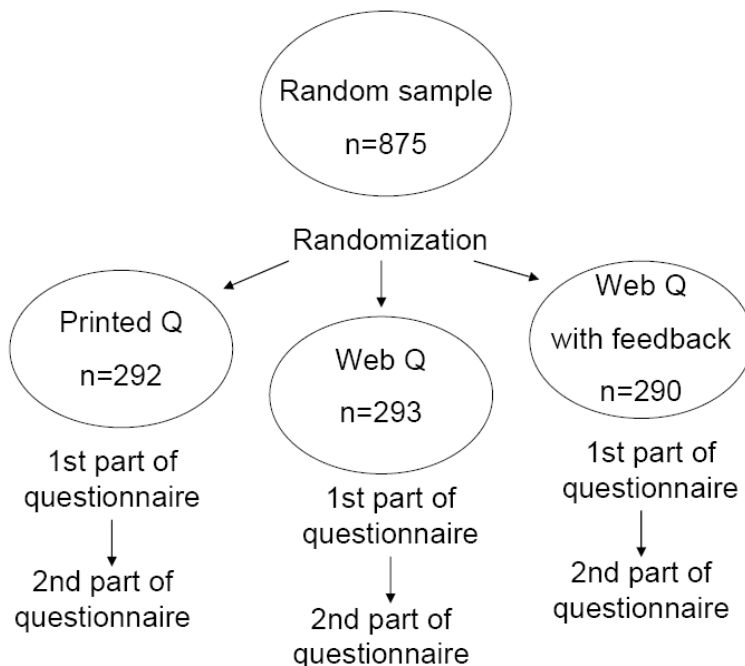 Random sample
n=875
Randomization
Printed Q
n=292
1st part of
questionnaire
2nd part of
questionnaire
Web Q
n=293
1st part of
questionnaire
2nd part of
questionnaire
Web Q
with feedback
n=290
1st part of
questionnaire
2nd part of
questionnaire